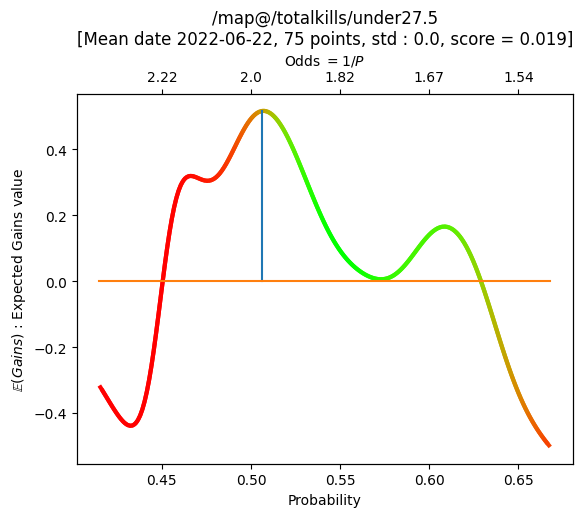 /map@/totalkills/under27.5
[Mean date 2022-06-22, 75 points, std : 0.0, score = 0.019]
Odds = 1/P
2.22 2.0 1.82 1.67 1.54
𝔼(Gains) : Expected Gains value
0.4
0.2
0.0
−0.2
−0.4
0.45 0.50 0.55 0.60 0.65
Probability